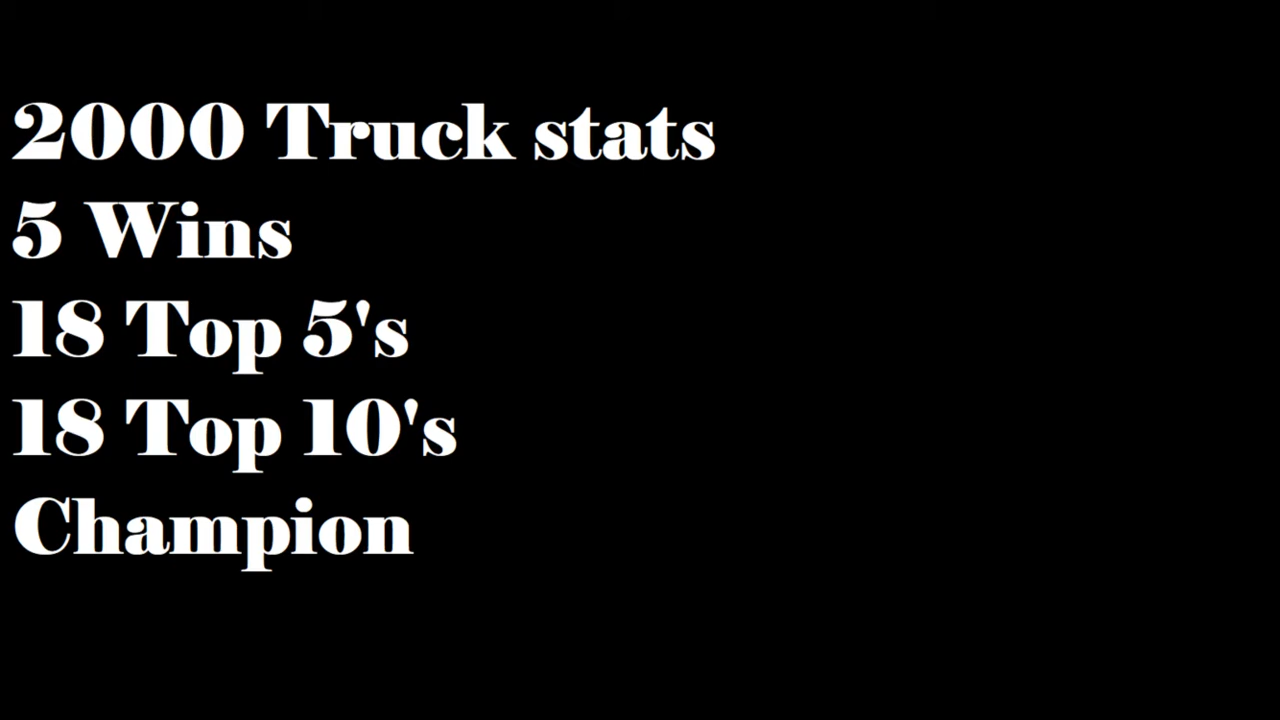 2000 Truck stats
5 Wins
18 Top 5's
18 Top 10's
Champion